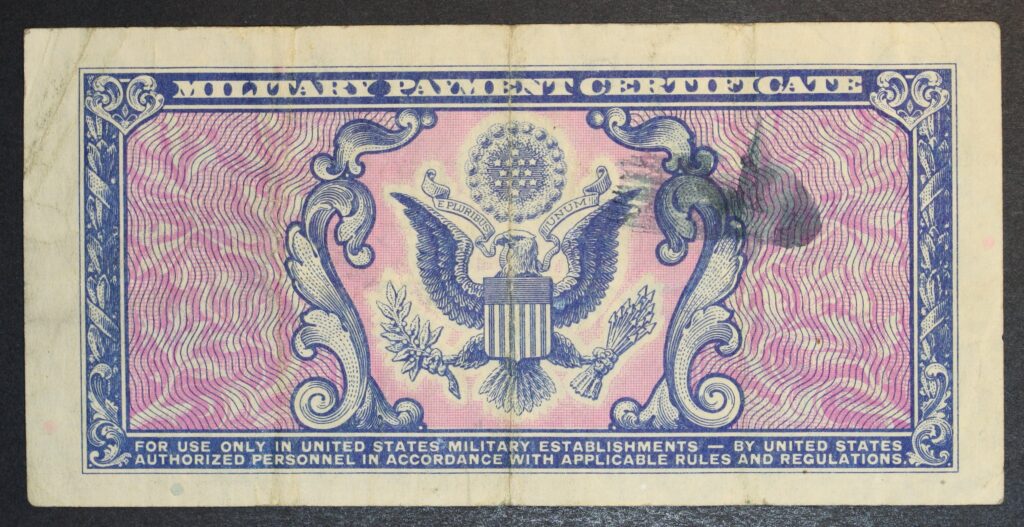 MILITARY PAYMENT CERTIFICATE
E PLURIBUS UNUM
FOR USE ONLY IN UNITED STATES MILITARY ESTABLISHMENTS — BY UNITED STATES
AUTHORIZED PERSONNEL IN ACCORDANCE WITH APPLICABLE RULES AND REGULATIONS.